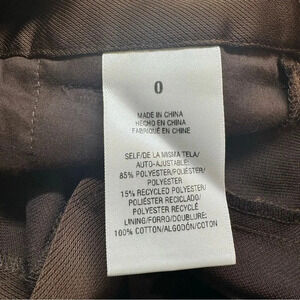 0
MADE IN CHINA
HECHO EN CHINA
FABRIQUÉ EN CHINE
SELF/DE LA MISMA TELA/
AUTO-AJUSTABLE:
85% POLYESTER/POLIÉSTER/
POLYESTER
15% RECYCLED POLYESTER/
POLIÉSTER RECICLADO/
POLYESTER RECYCLÉ
LINING/FORRO/DOUBLURE:
100% COTTON/ALGODÓN/COTON